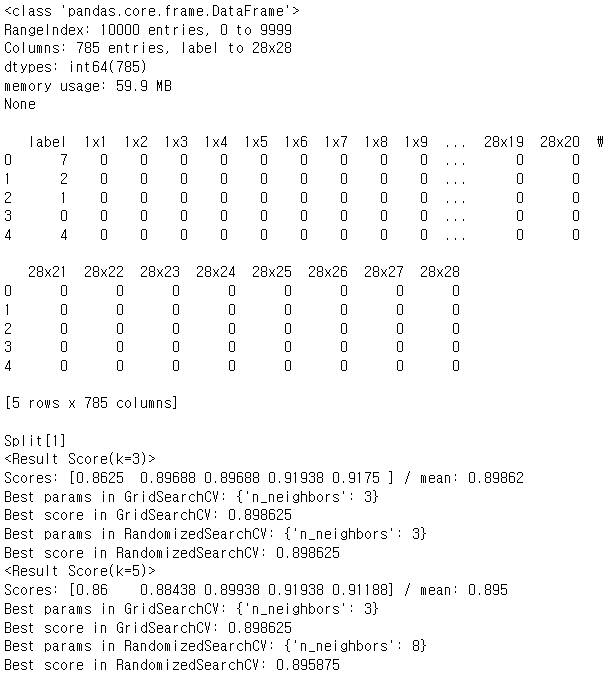 <class 'pandas.core.frame.DataFrame'>
RangeIndex: 10000 entries, 0 to 9999
Columns: 785 entries, label to 28x28
dtypes: int64(785)
memory usage: 59.9 MB
None
label 1x1 1x2 1x3 1x4 1x5 1x6 1x7 1x8 1x9 ... 28x19 28x20 ₩
0 7 0 0 0 0 0 0 0 0 0 ... 0 0
1 2 0 0 0 0 0 0 0 0 0 ... 0 0
2 1 0 0 0 0 0 0 0 0 0 ... 0 0
3 0 0 0 0 0 0 0 0 0 0 ... 0 0
4 4 0 0 0 0 0 0 0 0 0 ... 0 0
28x21 28x22 28x23 28x24 28x25 28x26 28x27 28x28
0 0 0 0 0 0 0 0 0
1 0 0 0 0 0 0 0 0
2 0 0 0 0 0 0 0 0
3 0 0 0 0 0 0 0 0
4 0 0 0 0 0 0 0 0
[5 rows x 785 columns]
Split[1]
<Result Score(k=3)>
Scores: [0.8625 0.89688 0.89688 0.91938 0.9175 ] / mean: 0.89862
Best params in GridSearchCV: {'n_neighbors': 3}
Best score in GridSearchCV: 0.898625
Best params in RandomizedSearchCV: {'n_neighbors': 3}
Best score in RandomizedSearchCV: 0.898625
<Result Score(k=5)>
Scores: [0.86 0.88438 0.89938 0.91938 0.91188] / mean: 0.895
Best params in GridSearchCV: {'n_neighbors': 3}
Best score in GridSearchCV: 0.898625
Best params in RandomizedSearchCV: {'n_neighbors': 8}
Best score in RandomizedSearchCV: 0.895875